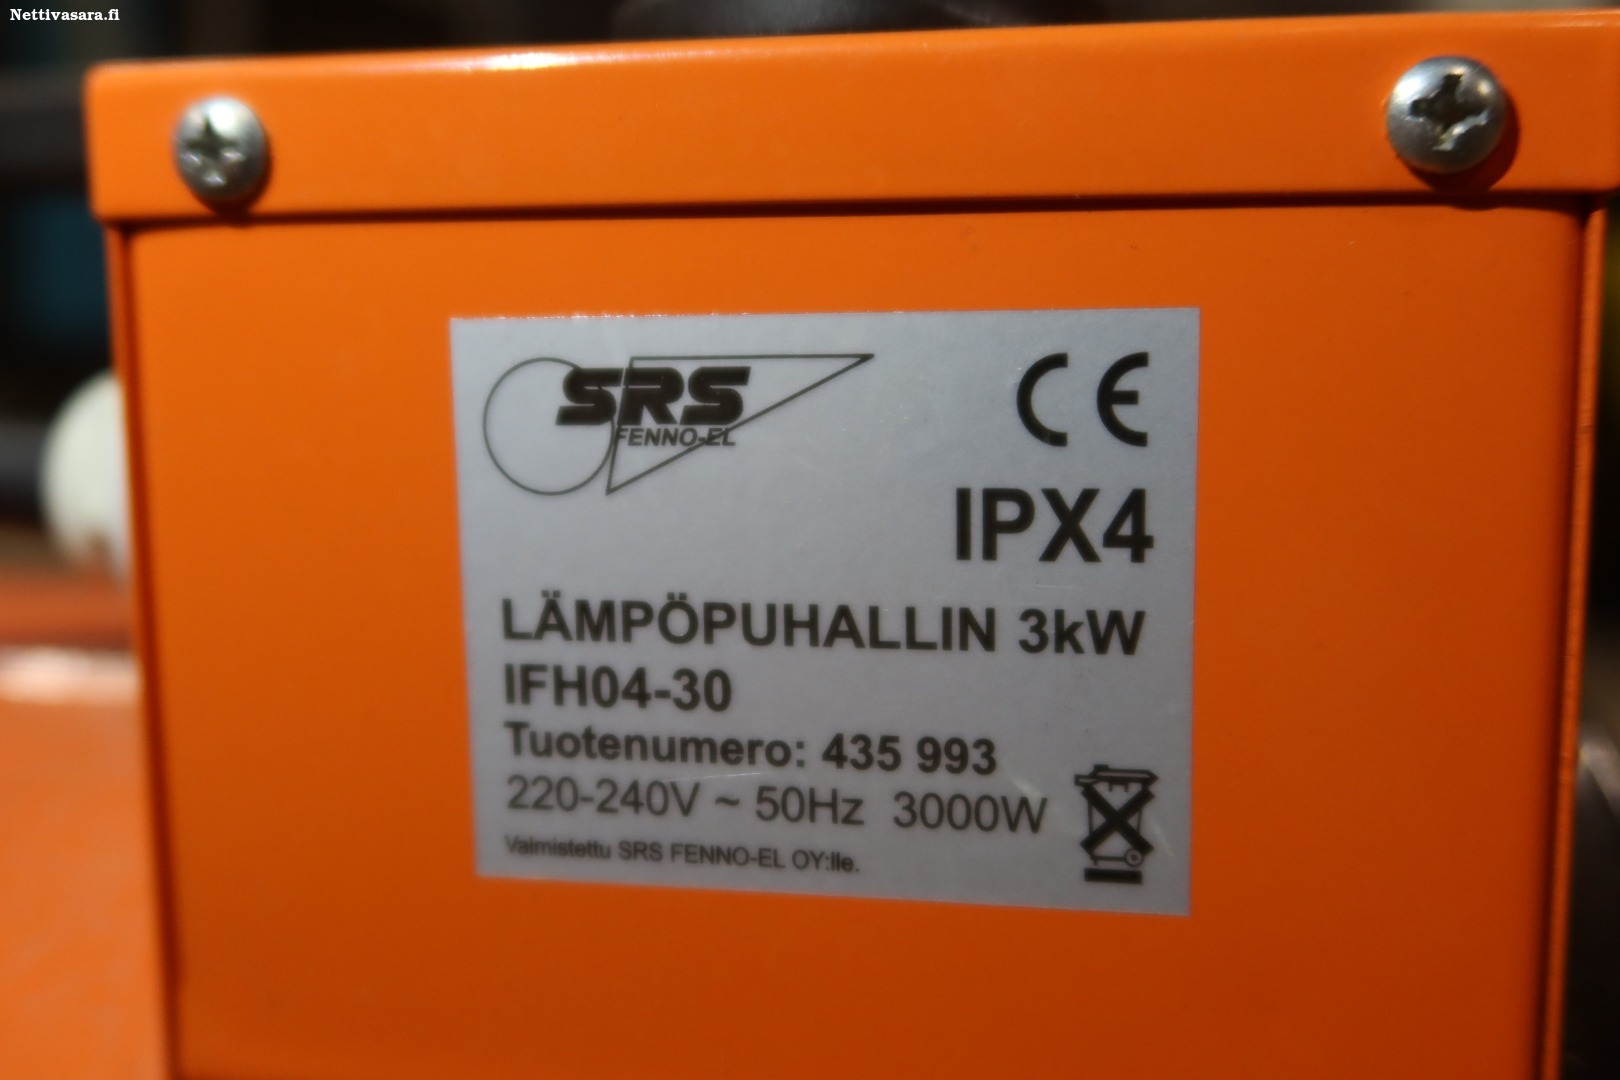 Nettivasara.fi
SRS
FENNO-EL
CE
IPX4
LÄMPÖPUHALLIN 3kW
IFH04-30
Tuotenumero: 435 993
220-240V ~ 50Hz 3000W
Valmistettu SRS FENNO-EL OY:lle.